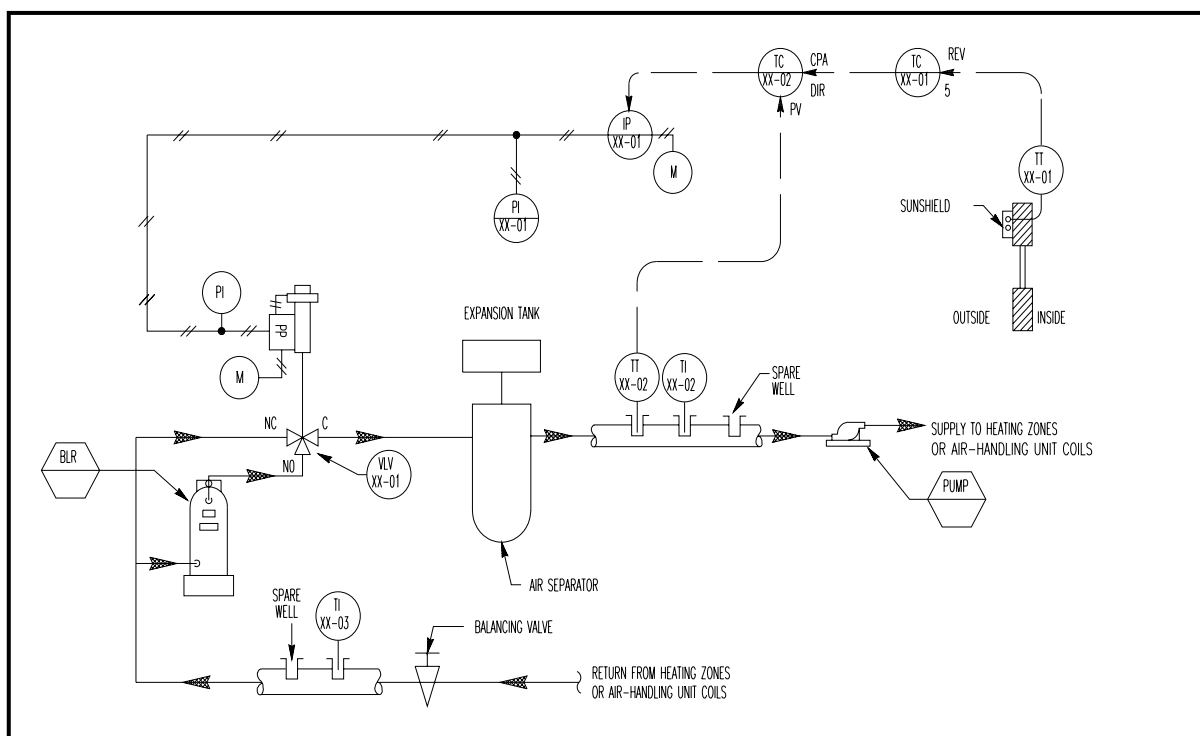 TC
XX-02
CPA
DIR
PV
TC
XX-01
REV
5
IP
XX-01
M
PI
XX-01
TT
XX-01
SUNSHIELD
OUTSIDE
INSIDE
PI
PP
M
EXPANSION TANK
TT
XX-02
TI
XX-02
SPARE
WELL
NC
C
NO
VLV
XX-01
BLR
SUPPLY TO HEATING ZONES
OR AIR-HANDLING UNIT COILS
PUMP
AIR SEPARATOR
SPARE
WELL
TI
XX-03
BALANCING VALVE
RETURN FROM HEATING ZONES
OR AIR-HANDLING UNIT COILS